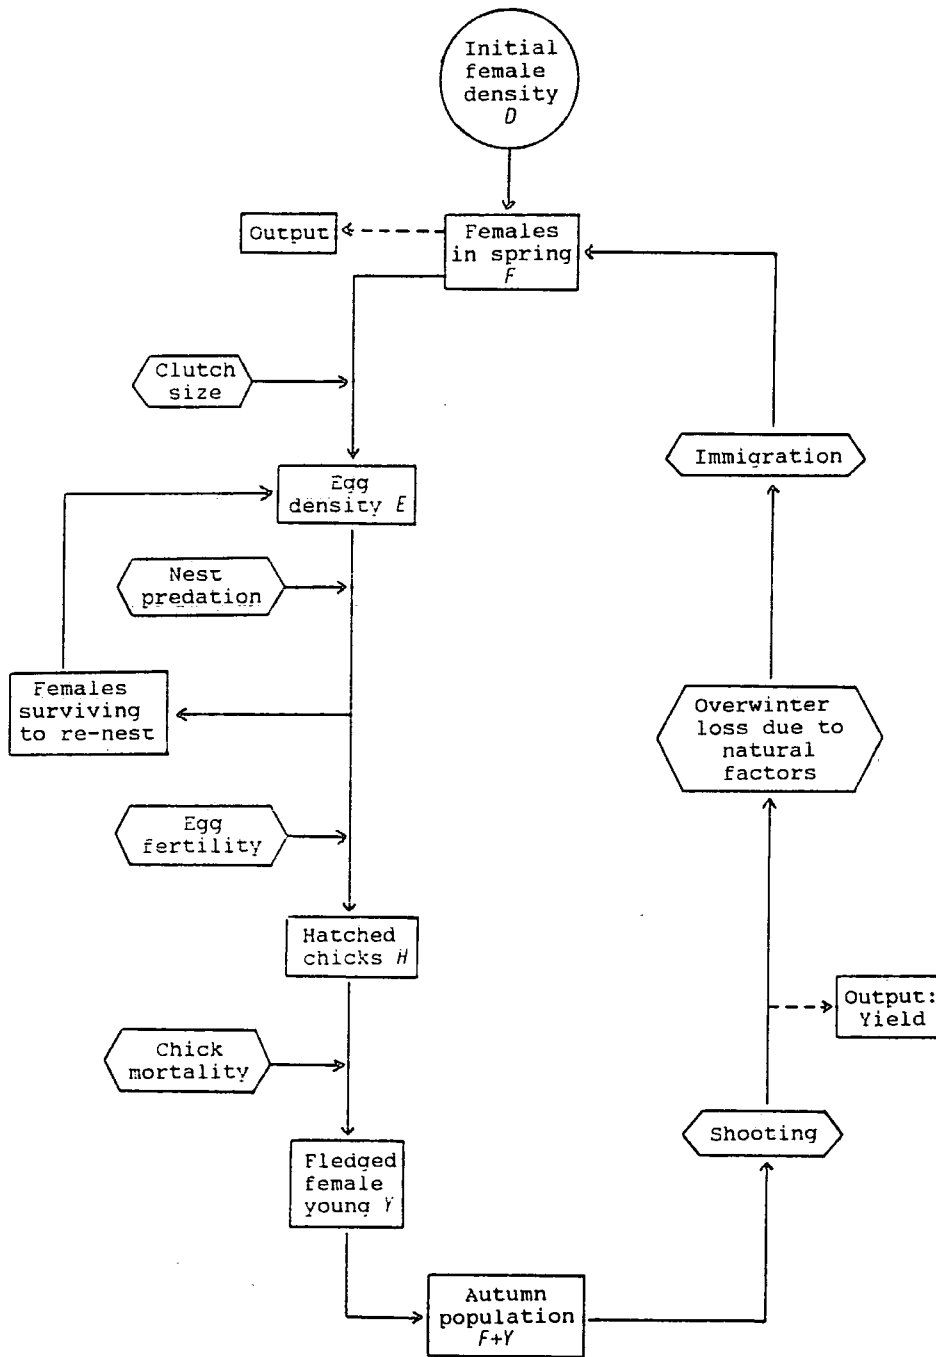 Initial
female
density
D
Output
Females
in spring
F
Clutch
size
Immigration
Egg
density E
Nest
predation
Females
surviving
to re-nest
Overwinter
loss due to
natural
factors
Egg
fertility
Hatched
chicks H
Output:
Yield
Chick
mortality
Shooting
Fledged
female
young Y
Autumn
population
F+Y